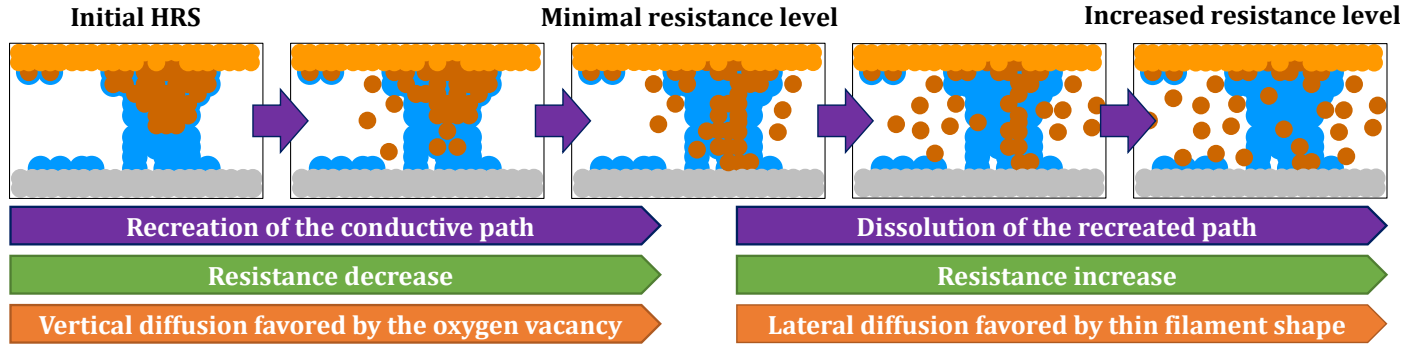 Initial HRS
Minimal resistance level
Increased resistance level
Recreation of the conductive path
Dissolution of the recreated path
Resistance decrease
Resistance increase
Vertical diffusion favored by the oxygen vacancy
Lateral diffusion favored by thin filament shape